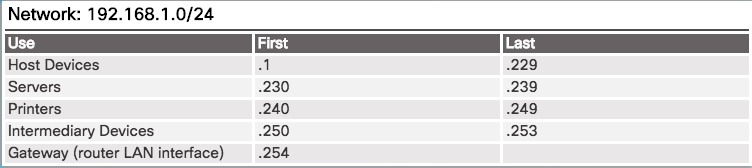 Network: 192.168.1.0/24
Use First Last
Host Devices .1 .229
Servers .230 .239
Printers .240 .249
Intermediary Devices .250 .253
Gateway (router LAN interface) .254